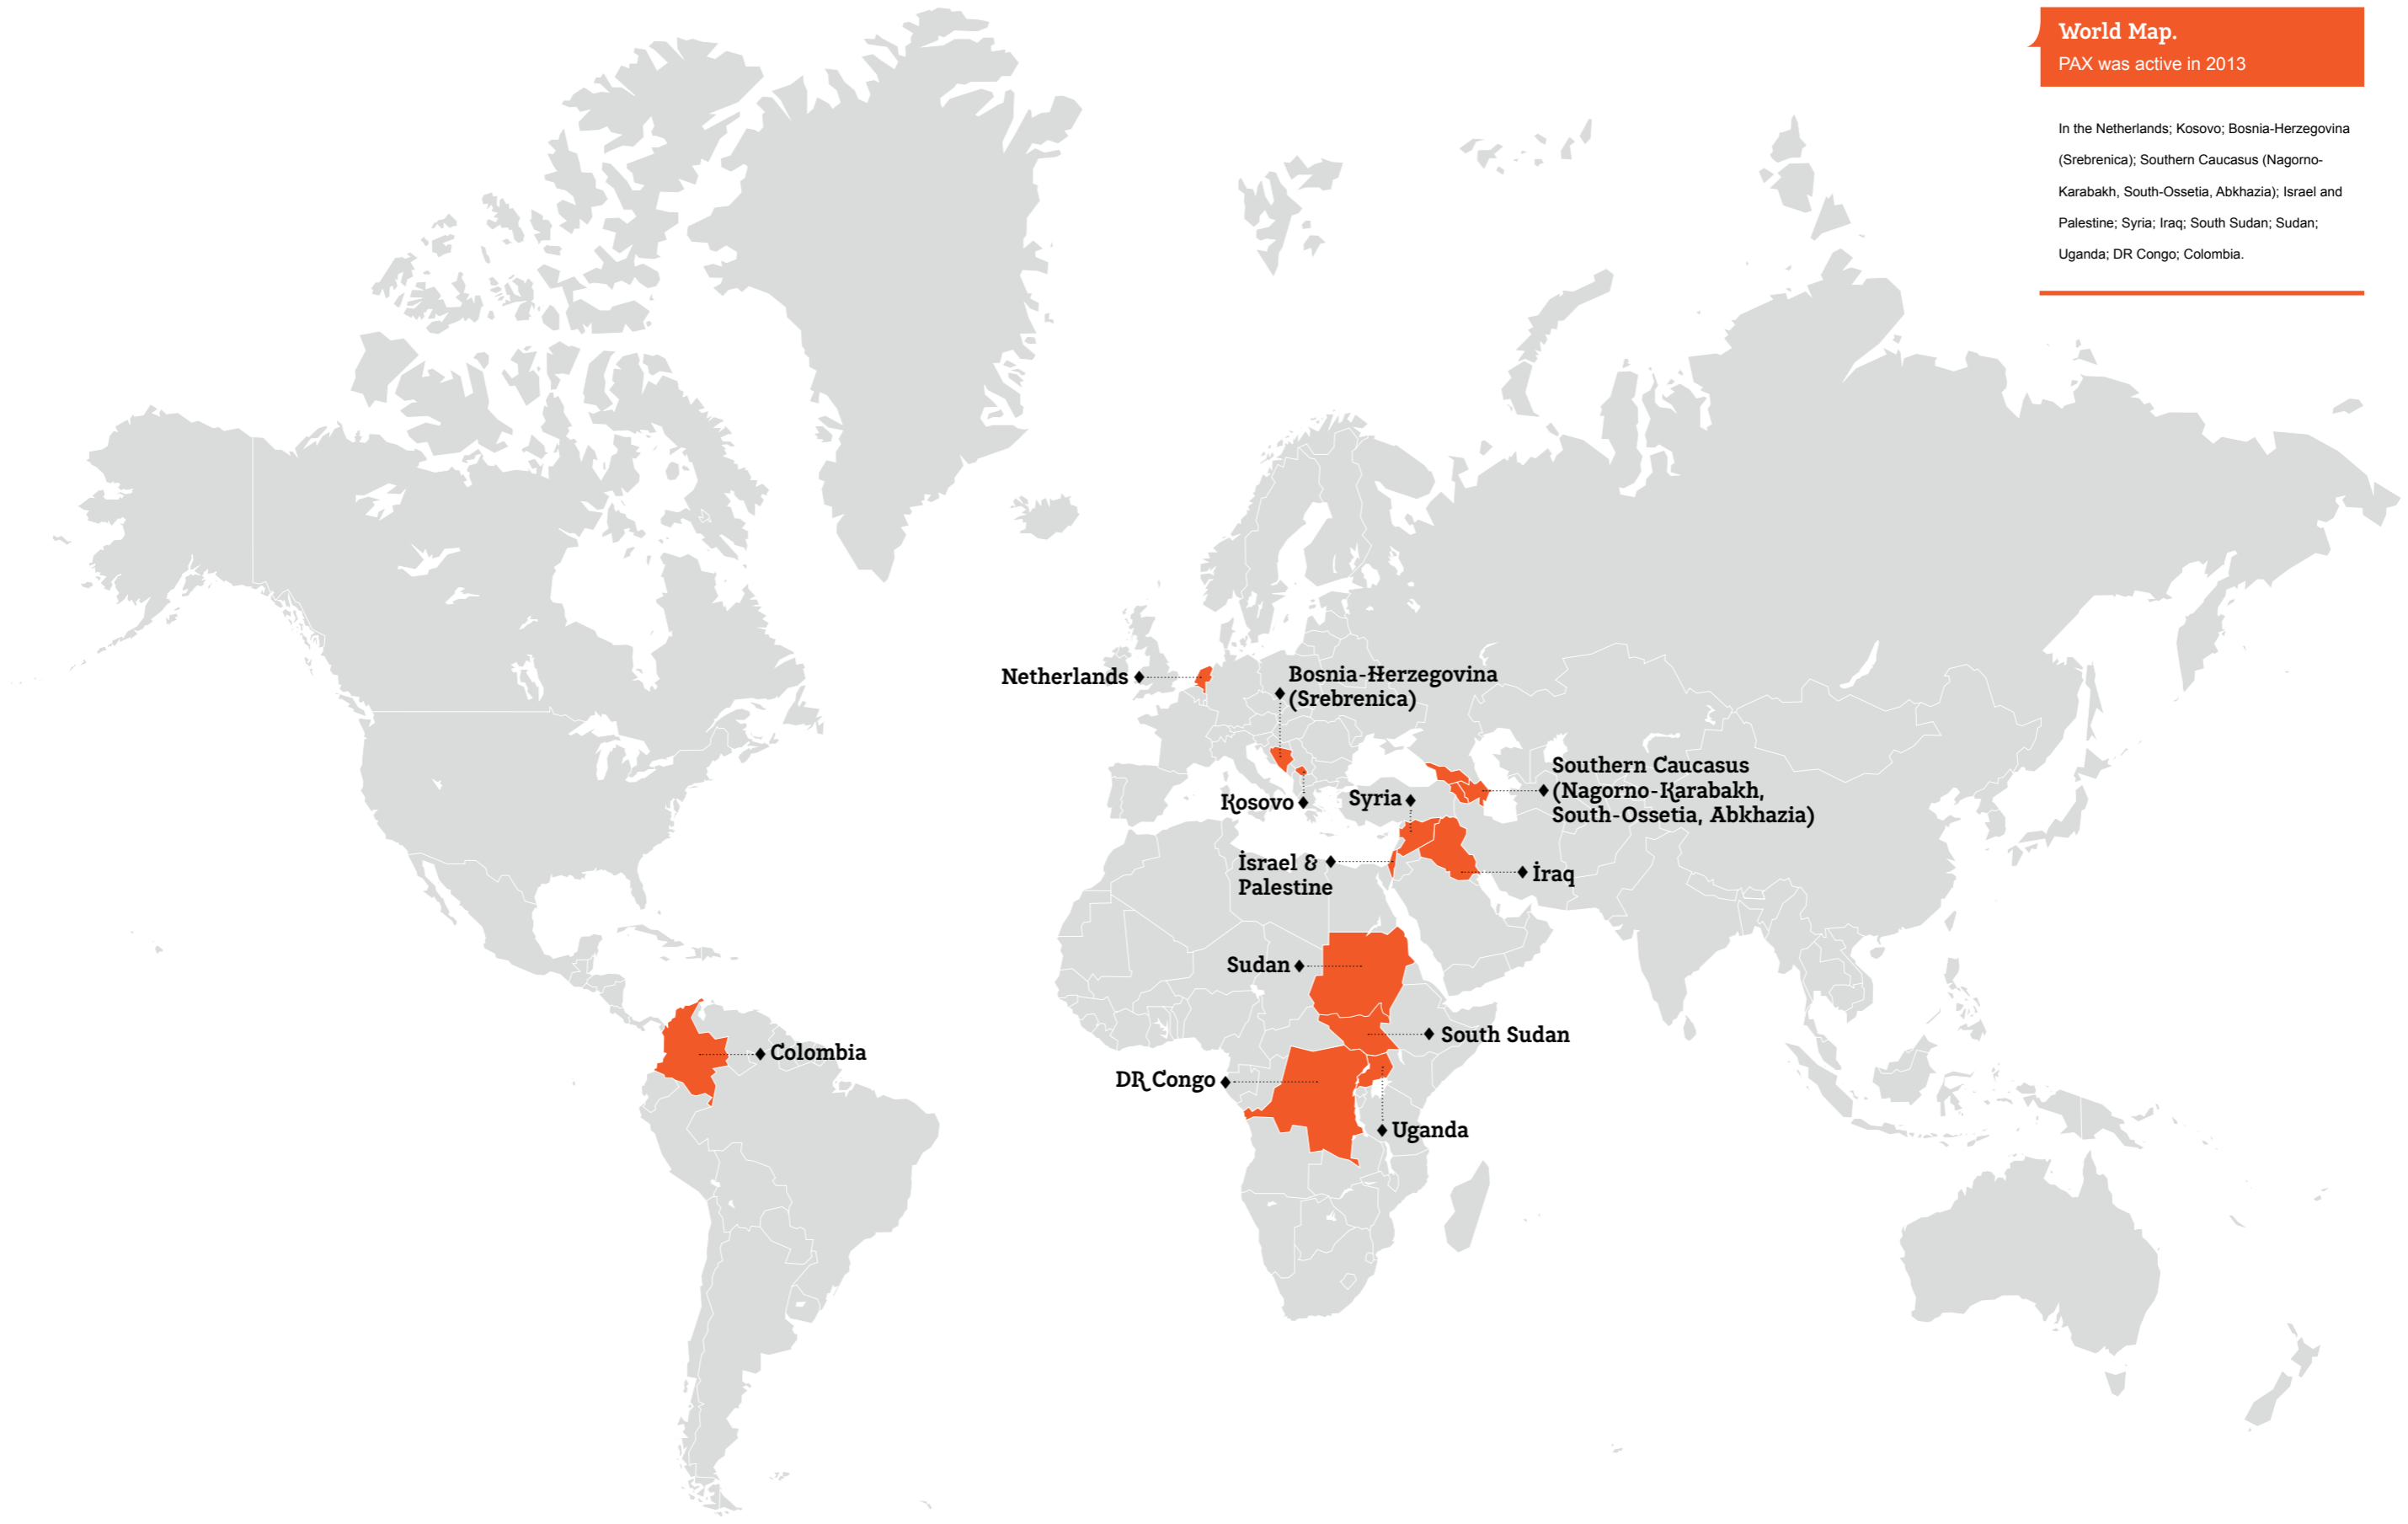 World Map.
PAX was active in 2013
In the Netherlands; Kosovo; Bosnia-Herzegovina
(Srebrenica); Southern Caucasus (Nagorno-
Karabakh, South-Ossetia, Abkhazia); Israel and
Palestine; Syria; Iraq; South Sudan; Sudan;
Uganda; DR Congo; Colombia.
Netherlands
Bosnia-Herzegovina
(Srebrenica)
Southern Caucasus
(Nagorno-Karabakh,
South-Ossetia, Abkhazia)
Kosovo
Syria
İsrael &
Palestine
İraq
Sudan
South Sudan
Colombia
DR Congo
Uganda